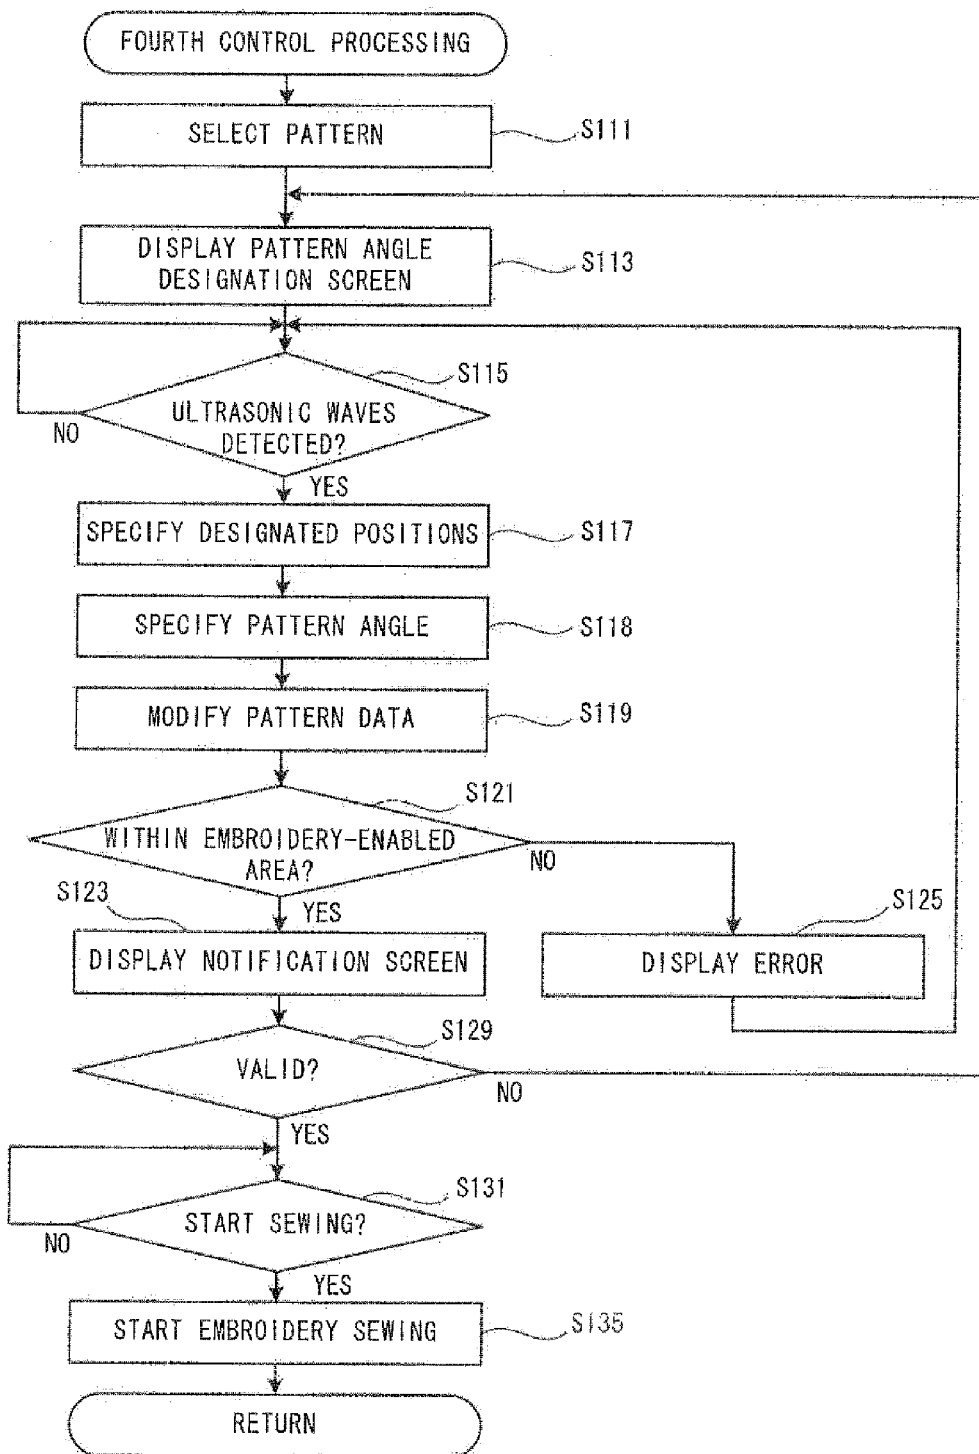 FOURTH CONTROL PROCESSING
SELECT PATTERN
S111
DISPLAY PATTERN ANGLE
DESIGNATION SCREEN
S113
S115
ULTRASONIC WAVES
DETECTED?
NO
YES
SPECIFY DESIGNATED POSITIONS
S117
SPECIFY PATTERN ANGLE
S118
MODIFY PATTERN DATA
S119
S121
WITHIN EMBROIDERY-ENABLED
AREA?
NO
YES
S123
DISPLAY NOTIFICATION SCREEN
S125
DISPLAY ERROR
S129
VALID?
NO
YES
S131
START SEWING?
NO
YES
START EMBROIDERY SEWING
S135
RETURN